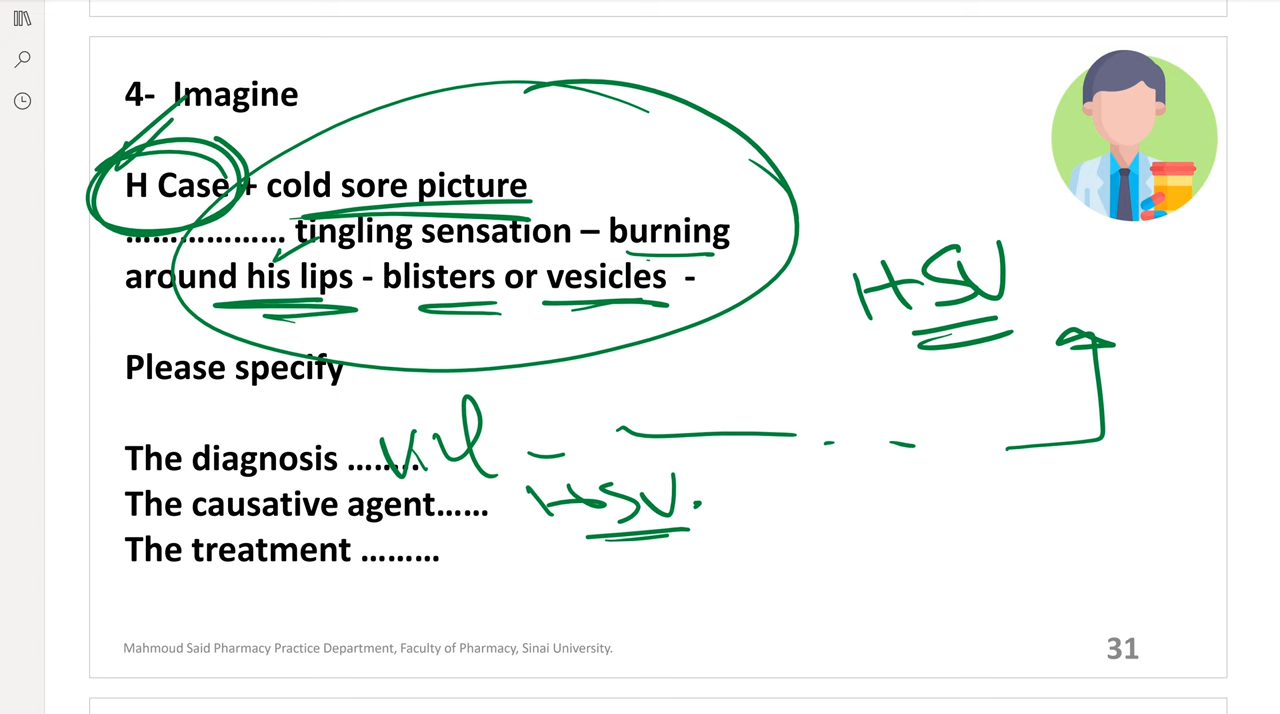 4- Imagine
H Case + cold sore picture
……………… tingling sensation – burning
around his lips - blisters or vesicles -
HSV
Please specify
The diagnosis ………
The causative agent…… HSV.
The treatment ………
Mahmoud Said Pharmacy Practice Department, Faculty of Pharmacy, Sinai University.
31